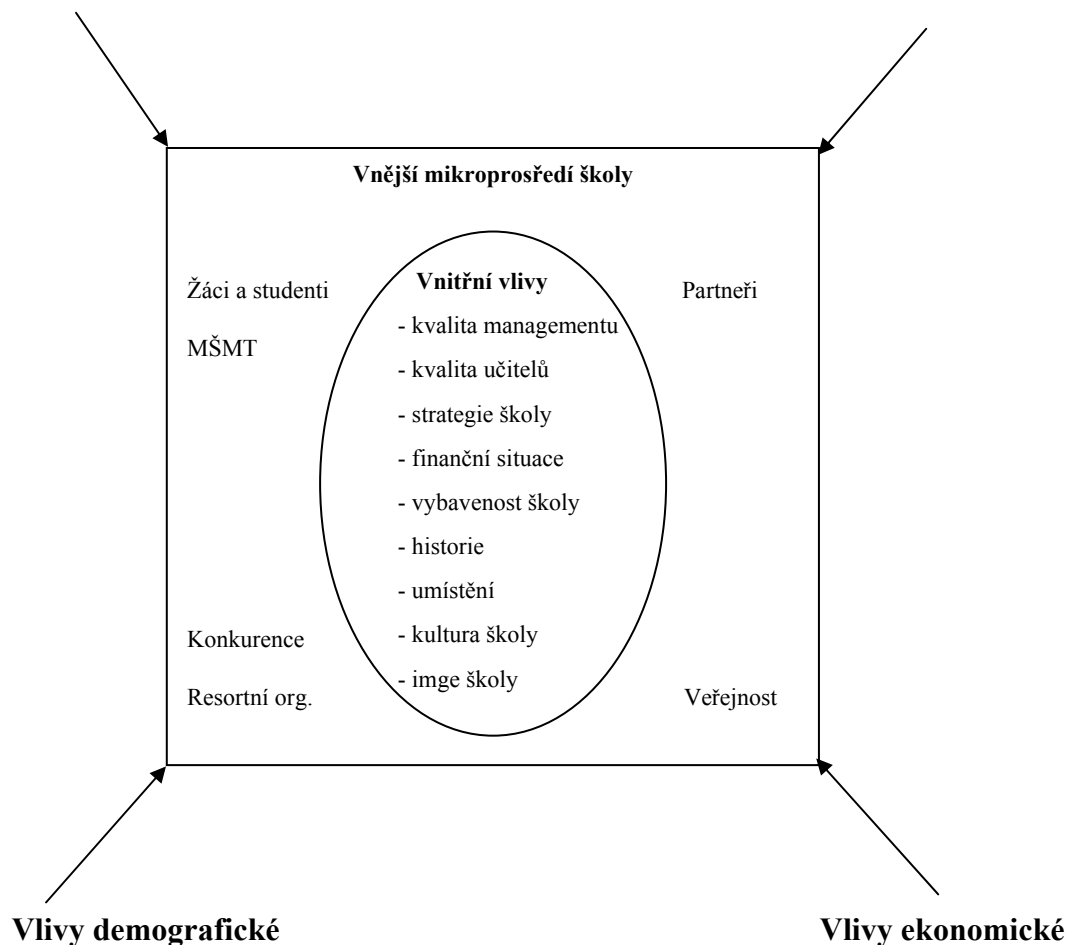 Vnější mikroprosředí školy
Žáci a studenti
MŠMT
Konkurence
Resortní org.
Vnitřní vlivy
- kvalita managementu
- kvalita učitelů
- strategie školy
- finanční situace
- vybavenost školy
- historie
- umístění
- kultura školy
- imge školy
Partneři
Veřejnost
Vlivy demografické
Vlivy ekonomické